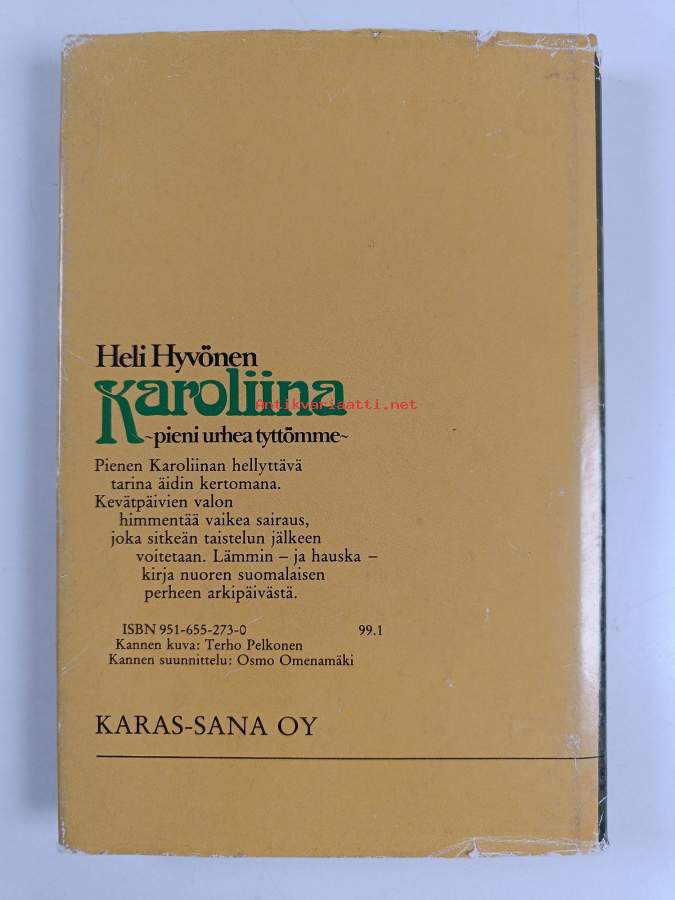 Heli Hyvönen
Karoliina
Antikvariaatti.net
~pieni urhea tyttömme~
Pienen Karoliinan hellyttävä
tarina äidin kertomana.
Kevätpäivien valon
himmentää vaikea sairaus,
joka sitkeän taistelun jälkeen
voitetaan. Lämmin – ja hauska –
kirja nuoren suomalaisen
perheen arkipäivästä.
ISBN 951-655-273-0 99.1
Kannen kuva: Terho Pelkonen
Kannen suunnittelu: Osmo Omenamäki
KARAS-SANA OY